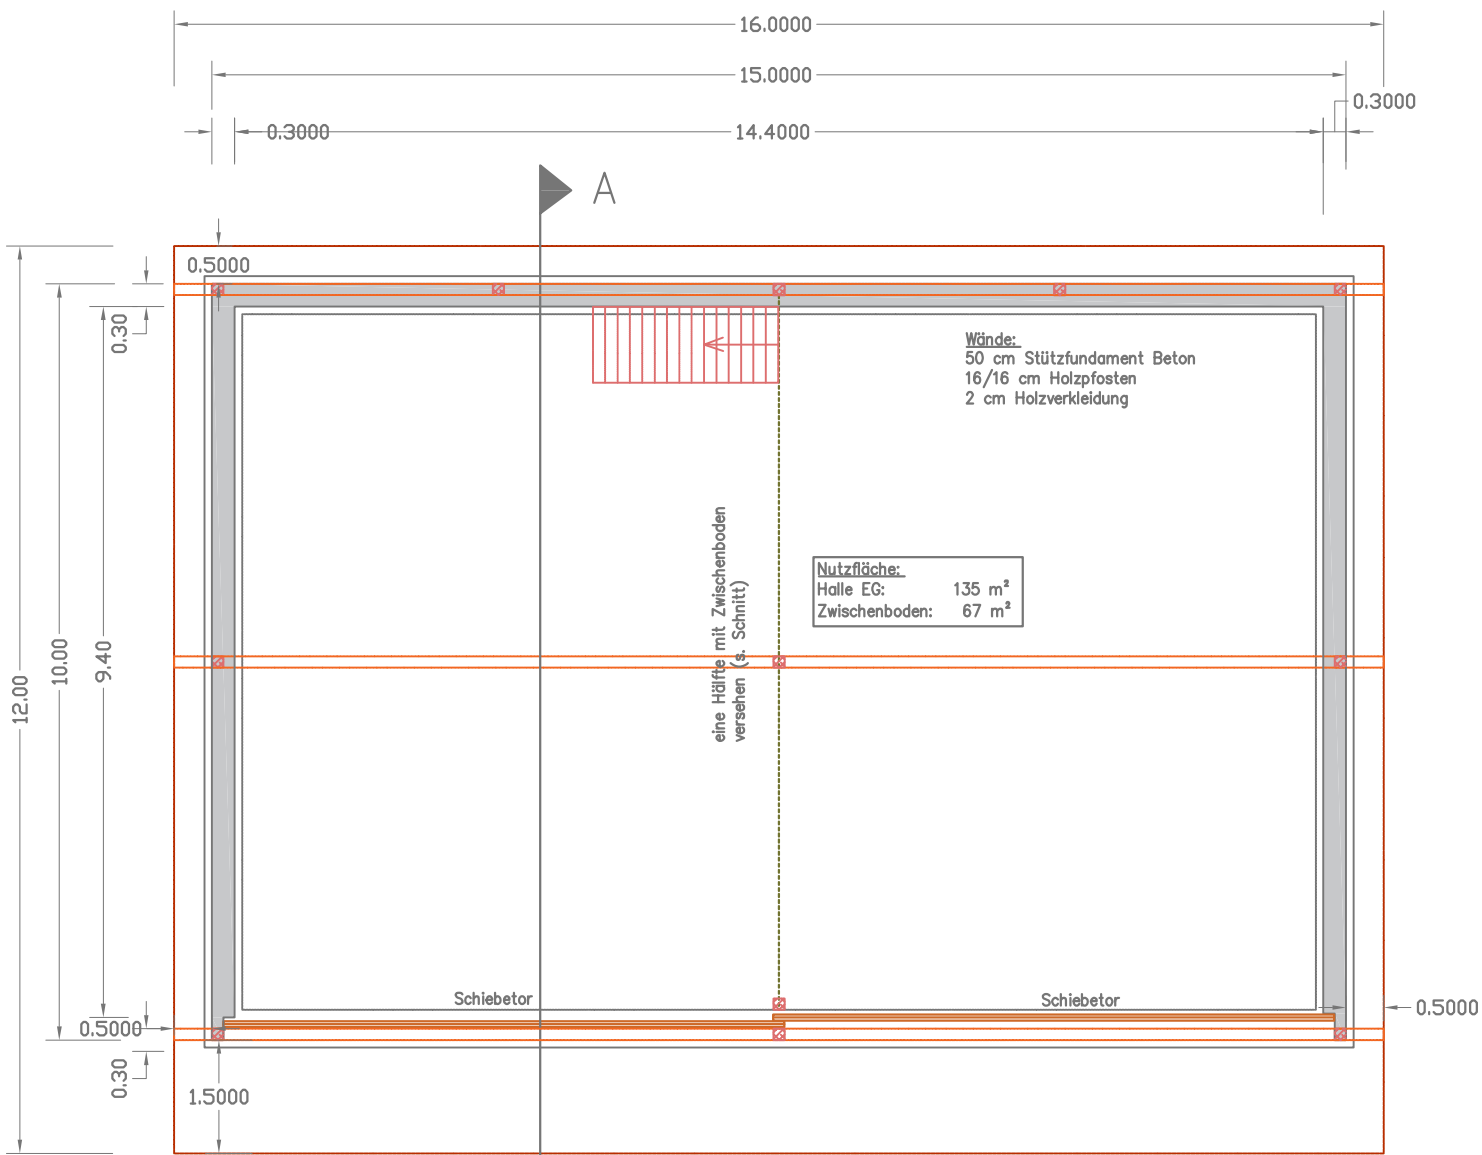 16.0000
15.0000
0.3000
0.3000
14.4000
A
0.5000
0.30
Wände:
50 cm Stützfundament Beton
16/16 cm Holzpfosten
2 cm Holzverkleidung
eine Hälfte mit Zwischenboden
versehen (s. Schnitt)
Nutzfläche:
Halle EG: 135 m²
Zwischenboden: 67 m²
12.00
10.00
9.40
Schiebetor
Schiebetor
0.5000
0.5000
0.30
1.5000